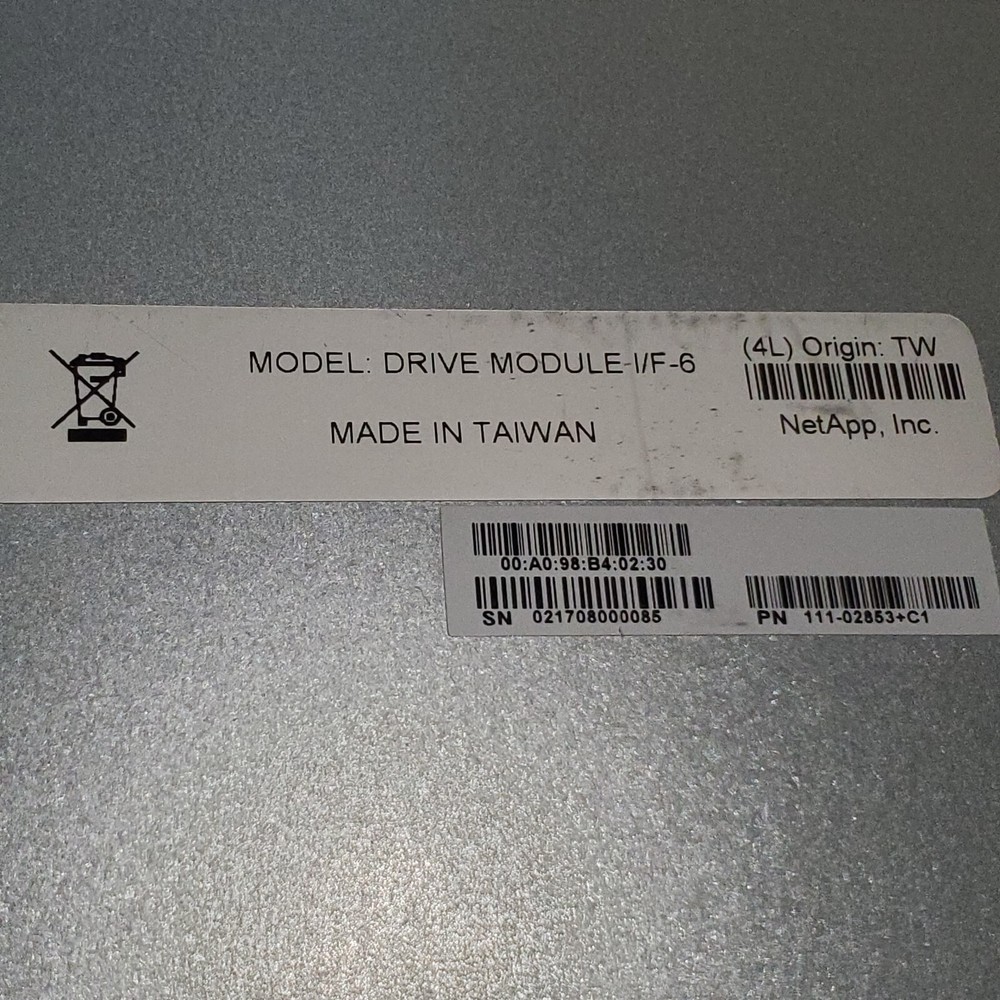 MODEL: DRIVE MODULE-I/F-6
MADE IN TAIWAN
(4L) Origin: TW
NetApp, Inc.
00:A0:98:B4:02:30
SN 021708000085
PN 111-02853+C1